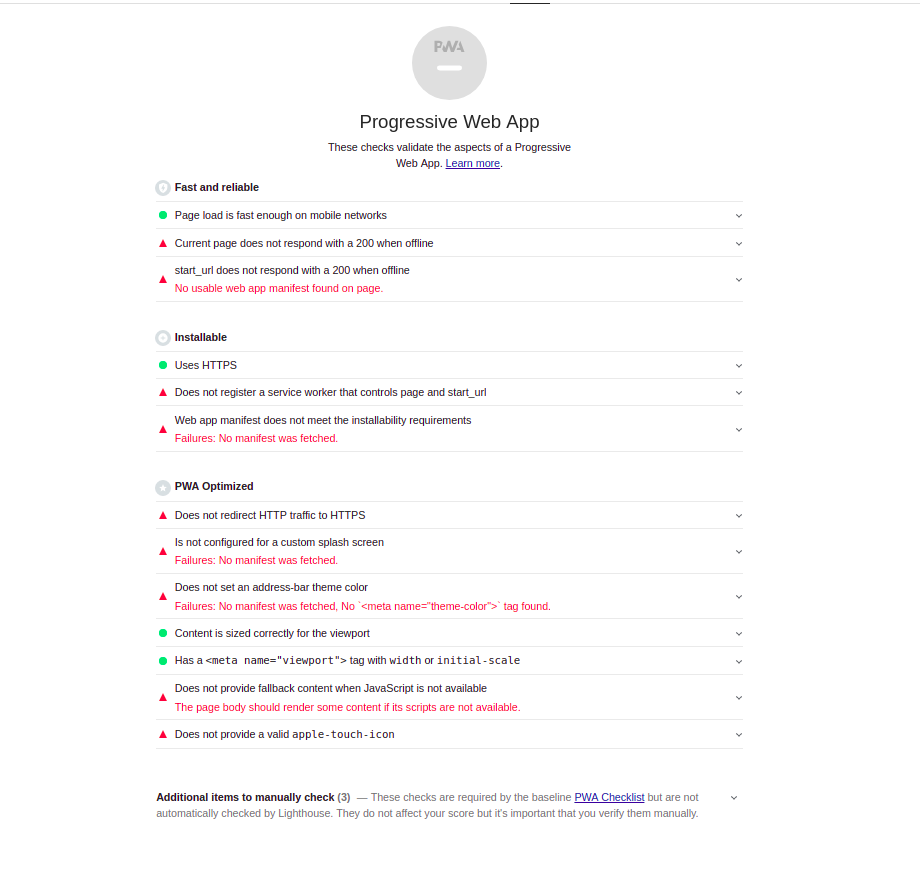 PWA
Progressive Web App
These checks validate the aspects of a Progressive
Web App. Learn more.
Fast and reliable
Page load is fast enough on mobile networks
Current page does not respond with a 200 when offline
start_url does not respond with a 200 when offline
No usable web app manifest found on page.
Installable
Uses HTTPS
Does not register a service worker that controls page and start_url
Web app manifest does not meet the installability requirements
Failures: No manifest was fetched.
PWA Optimized
Does not redirect HTTP traffic to HTTPS
Is not configured for a custom splash screen
Failures: No manifest was fetched.
Does not set an address-bar theme color
Failures: No manifest was fetched, No `<meta name="theme-color">` tag found.
Content is sized correctly for the viewport
Has a <meta name="viewport"> tag with width or initial-scale
Does not provide fallback content when JavaScript is not available
The page body should render some content if its scripts are not available.
Does not provide a valid apple-touch-icon
Additional items to manually check (3) — These checks are required by the baseline PWA Checklist but are not
automatically checked by Lighthouse. They do not affect your score but it's important that you verify them manually.